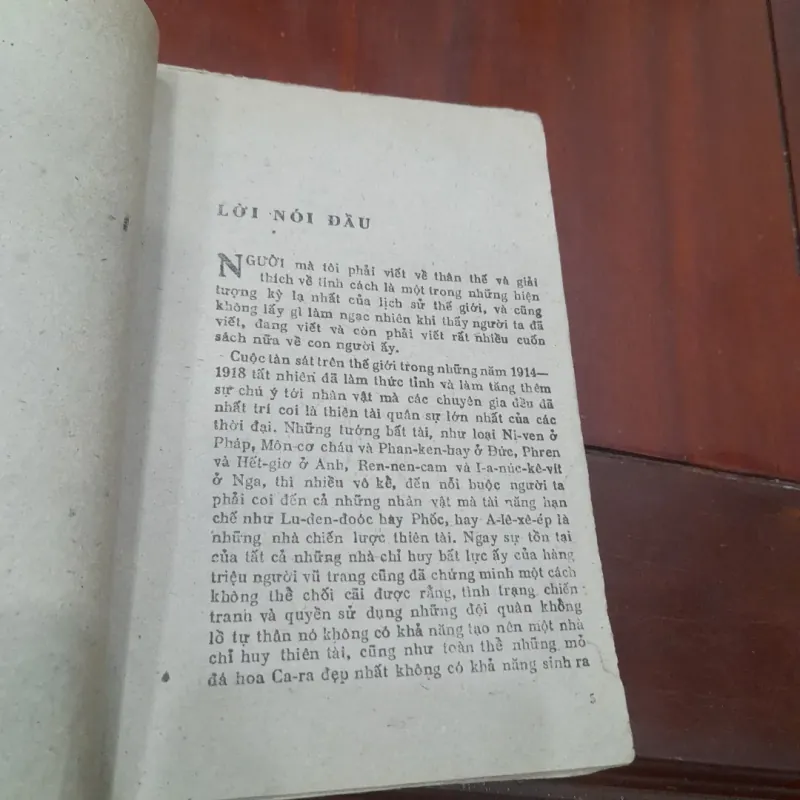 LỜI NÓI ĐẦU
NGƯỜI mà tôi phải viết về thân thế và giải
thích về tính cách là một trong những hiện
tượng kỳ lạ nhất của lịch sử thế giới, và cũng
không lấy gì làm ngạc nhiên khi thấy người ta đã
viết, đang viết và còn phải viết rất nhiều cuốn
sách nữa về con người ấy.
Cuộc tàn sát trên thế giới trong những năm 1914—
1918 tất nhiên đã làm thức tỉnh và làm tăng thêm
sự chú ý tới nhân vật mà các chuyên gia đều đã
nhất trí coi là thiên tài quân sự lớn nhất của các
thời đại. Những tướng bất tài, như loại Ni-ven ở
Pháp, Môn-cơ cháu và Phan-ken-hay ở Đức, Phren
và Hết-giơ ở Anh, Ren-nen-cam và I-a-núc-kê-vit
ở Nga, thì nhiều vô kể, đến nỗi buộc người ta
phải coi đến cả những nhân vật mà tài năng hạn
chế như Lu-den-đoóc hay Phốc, hay A-lê-xê-ép là
những nhà chiến lược thiên tài. Ngay sự tồn tại
của tất cả những nhà chỉ huy bất lực ấy của hàng
triệu người vũ trang cũng đã chứng minh một cách
không thể chối cãi được rằng, tình trạng chiến
tranh và quyền sử dụng những đội quân khổng
lồ tự thân nó không có khả năng tạo nên một nhà
chỉ huy thiên tài, cũng như toàn thể những mỏ
đá hoa Ca-ra đẹp nhất không có khả năng sinh ra
5